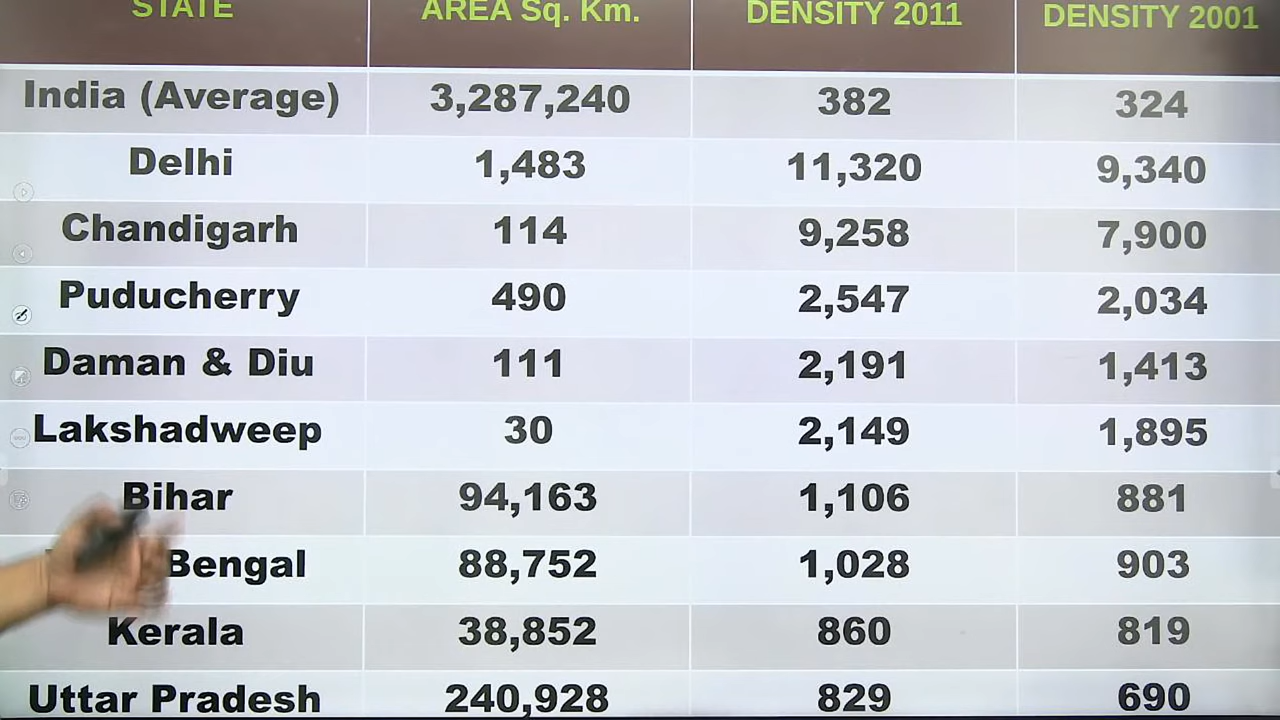 STATE AREA Sq. Km. DENSITY 2011 DENSITY 2001
India (Average) 3,287,240 382 324
Delhi 1,483 11,320 9,340
Chandigarh 114 9,258 7,900
Puducherry 490 2,547 2,034
Daman & Diu 111 2,191 1,413
Lakshadweep 30 2,149 1,895
Bihar 94,163 1,106 881
Bengal 88,752 1,028 903
Kerala 38,852 860 819
Uttar Pradesh 240,928 829 690